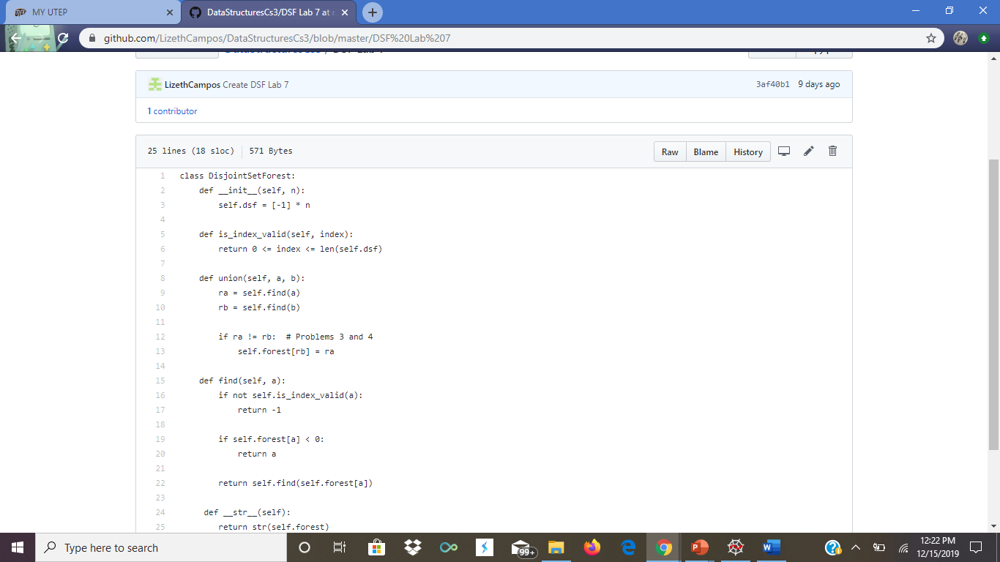 MY UTEP
DataStructuresCs3/DSF Lab 7 at
github.com/LizethCampos/DataStructuresCs3/blob/master/DSF%20Lab%207
LizethCampos Create DSF Lab 7
3af40b1 9 days ago
1 contributor
25 lines (18 sloc) 571 Bytes
Raw Blame History
1 class DisjointSetForest:
2 def __init__(self, n):
3 self.dsf = [-1] * n
4
5 def is_index_valid(self, index):
6 return 0 <= index <= len(self.dsf)
7
8 def union(self, a, b):
9 ra = self.find(a)
10 rb = self.find(b)
11
12 if ra != rb: # Problems 3 and 4
13 self.forest[rb] = ra
14
15 def find(self, a):
16 if not self.is_index_valid(a):
17 return -1
18
19 if self.forest[a] < 0:
20 return a
21
22 return self.find(self.forest[a])
23
24 def __str__(self):
25 return str(self.forest)
Type here to search
99+
12:22 PM
12/15/2019